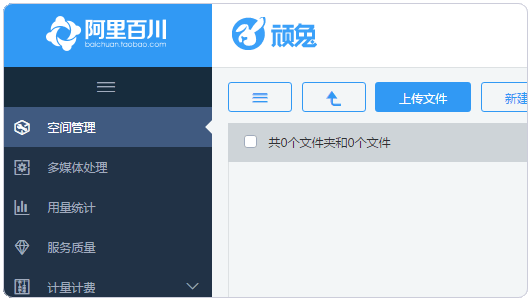 阿里百川
baichuan.taobao.com
顽兔
空间管理
多媒体处理
用量统计
服务质量
计量计费
上传文件
新建
共0个文件夹和0个文件